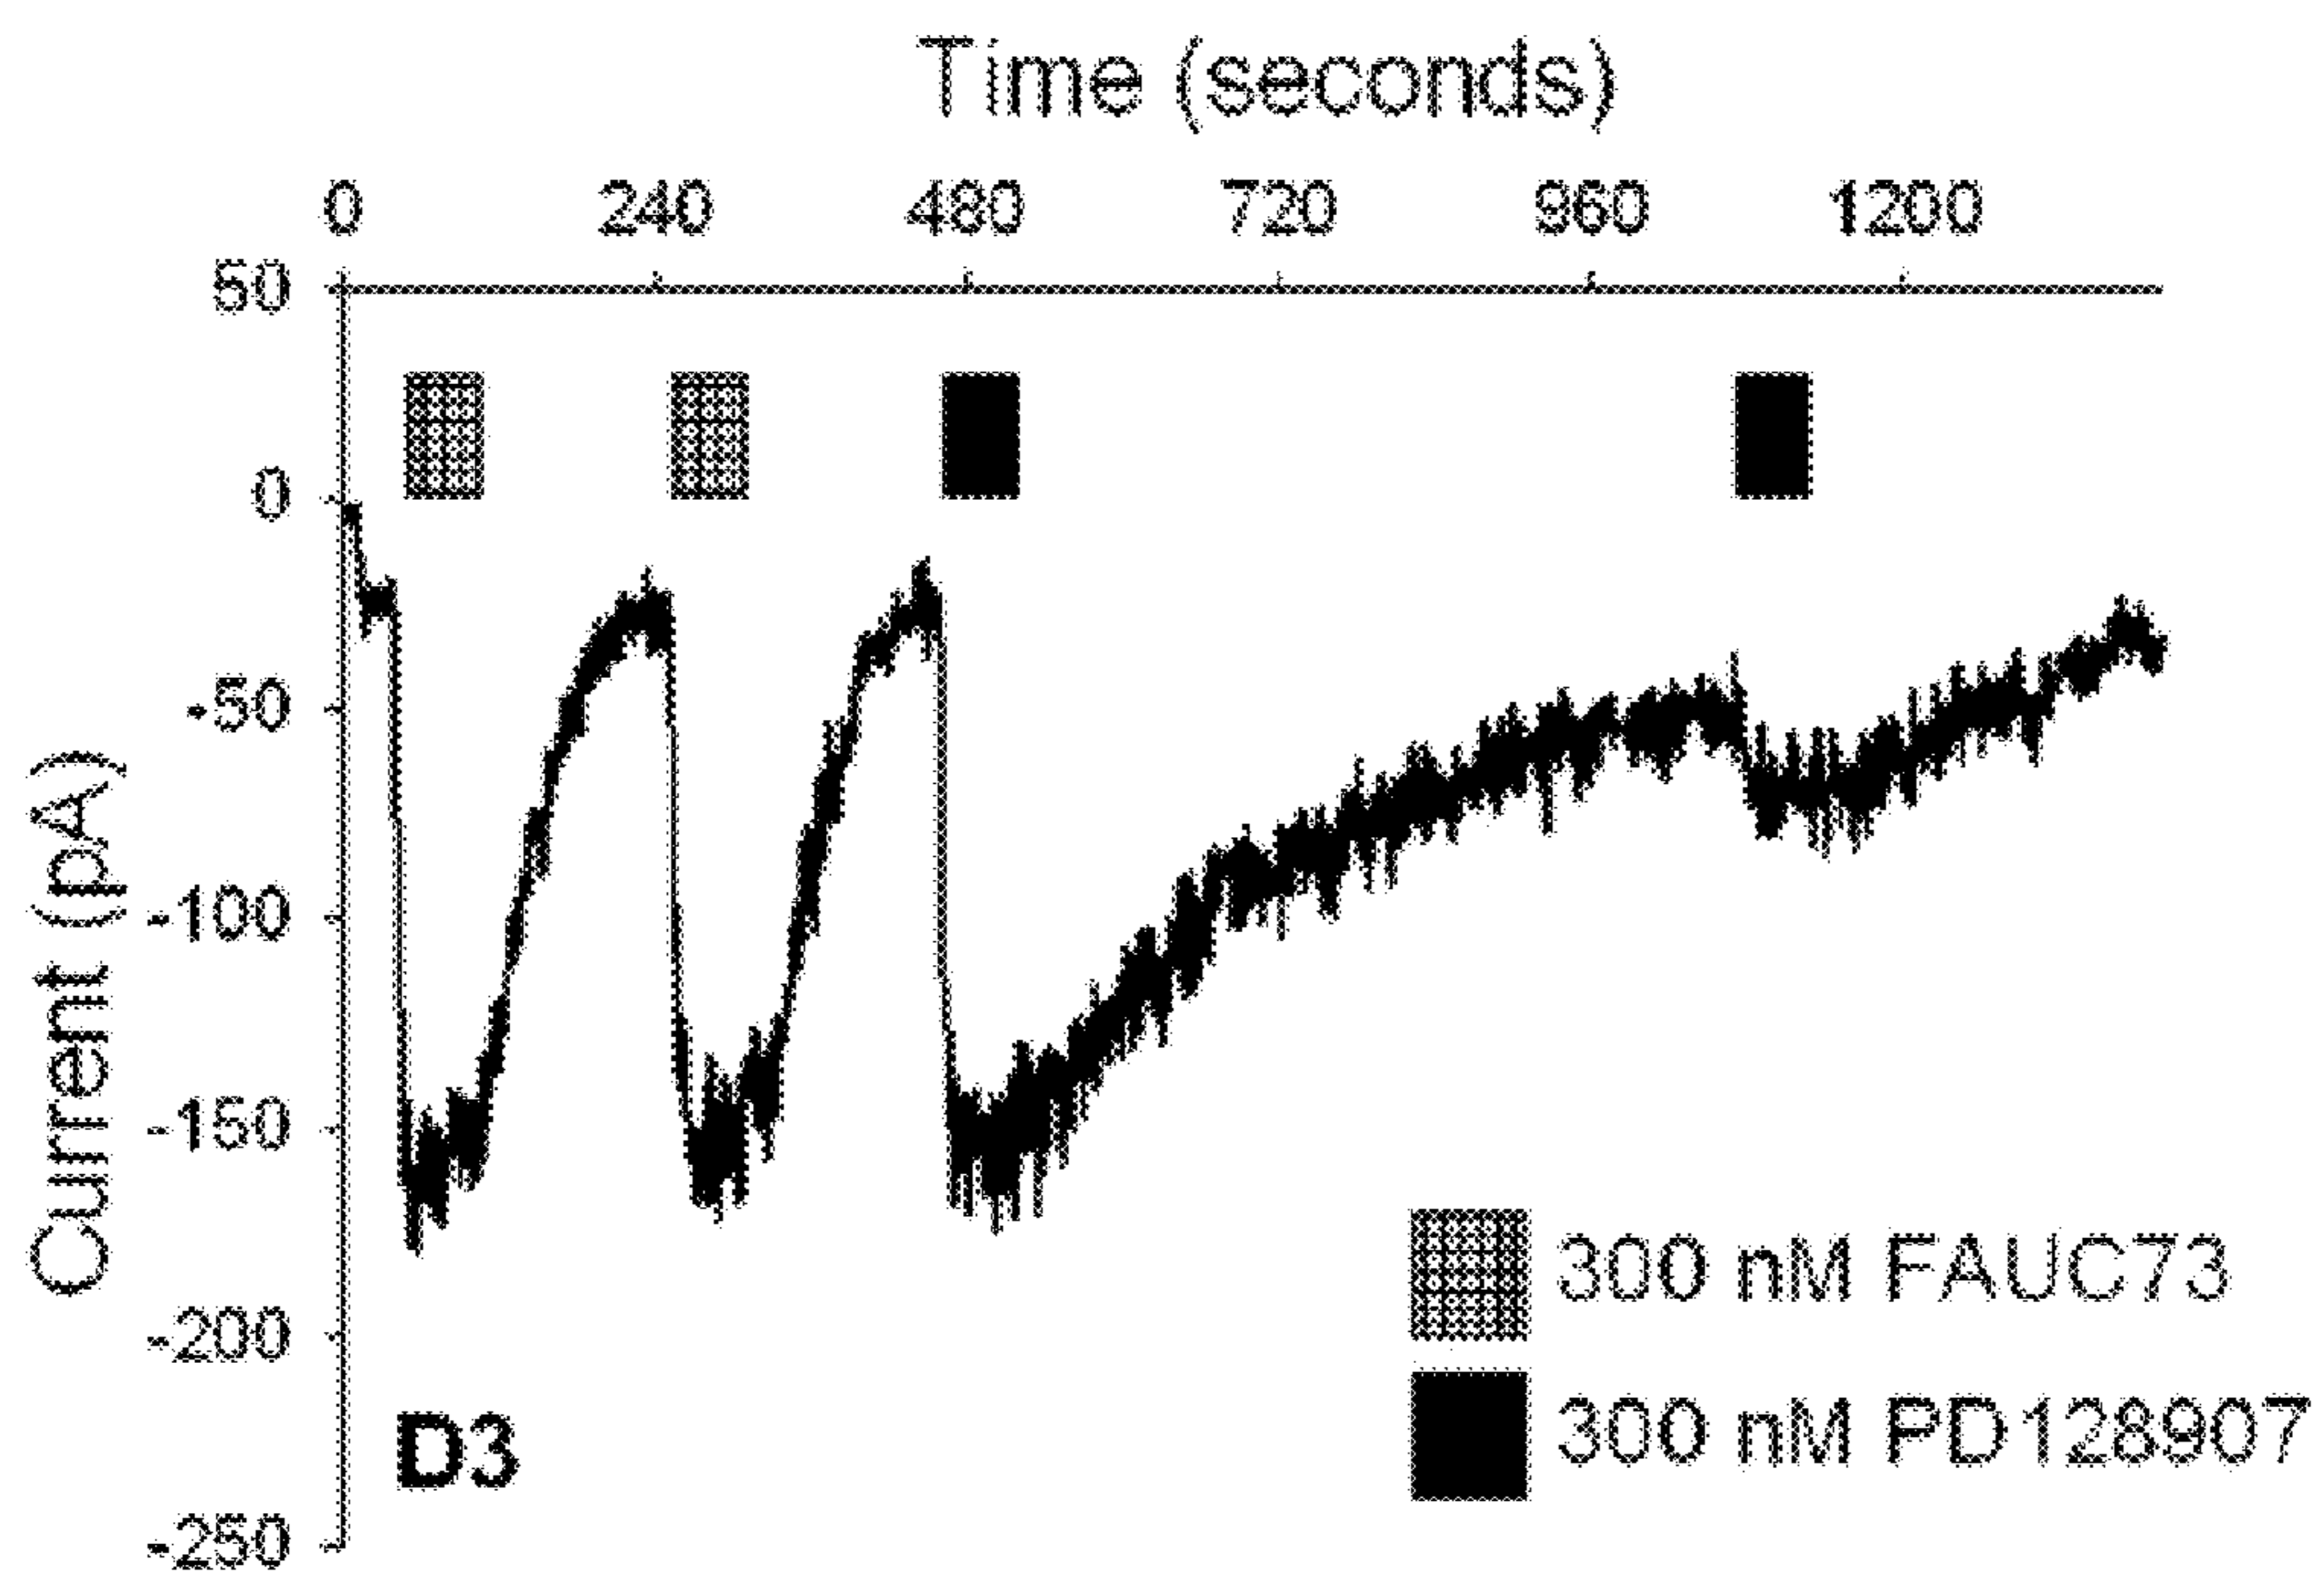 Time (seconds)
0 240 480 720 960 1200
50
0
-50
-100
-150
-200
-250
Current (pA)
300 nM FAUC73
300 nM PD128907
D3